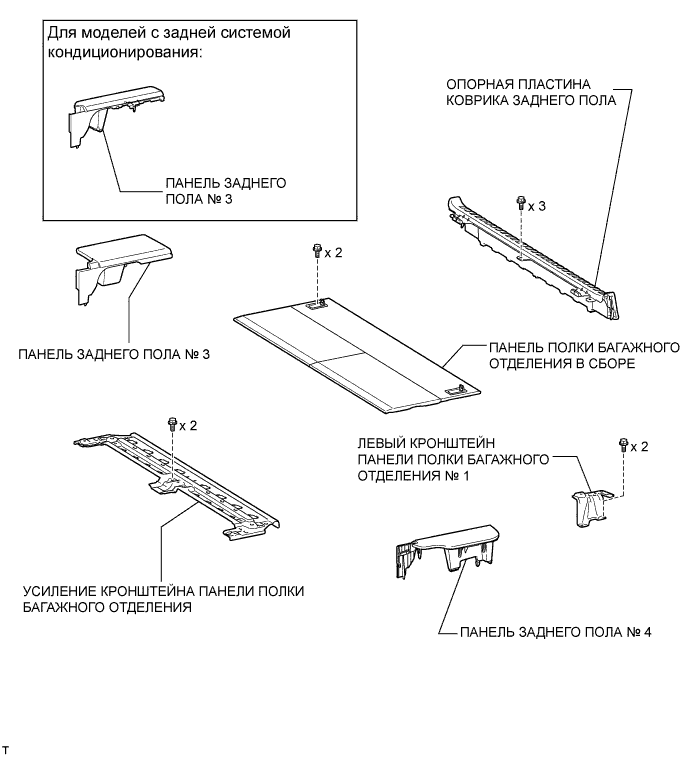 Для моделей с задней системой
кондиционирования:
ПАНЕЛЬ ЗАДНЕГО
ПОЛА № 3
ОПОРНАЯ ПЛАСТИНА
КОВРИКА ЗАДНЕГО ПОЛА
x 3
x 2
ПАНЕЛЬ ЗАДНЕГО ПОЛА № 3
ПАНЕЛЬ ПОЛКИ БАГАЖНОГО
ОТДЕЛЕНИЯ В СБОРЕ
x 2
ЛЕВЫЙ КРОНШТЕЙН
ПАНЕЛИ ПОЛКИ БАГАЖНОГО
ОТДЕЛЕНИЯ № 1
x 2
УСИЛЕНИЕ КРОНШТЕЙНА ПАНЕЛИ ПОЛКИ
БАГАЖНОГО ОТДЕЛЕНИЯ
ПАНЕЛЬ ЗАДНЕГО ПОЛА № 4
T